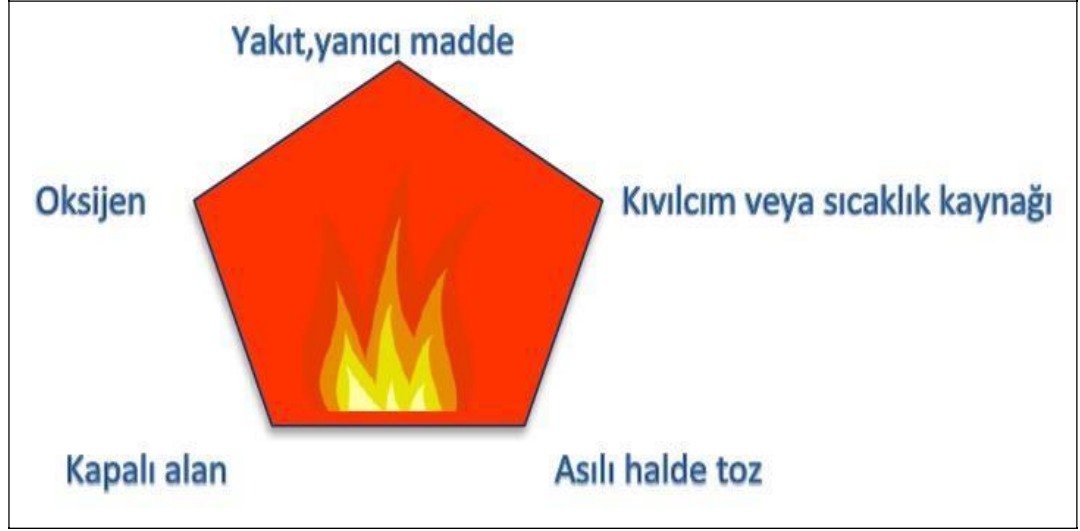 Yakıt,yanıcı madde
Oksijen
Kıvılcım veya sıcaklık kaynağı
Kapalı alan
Asılı halde toz